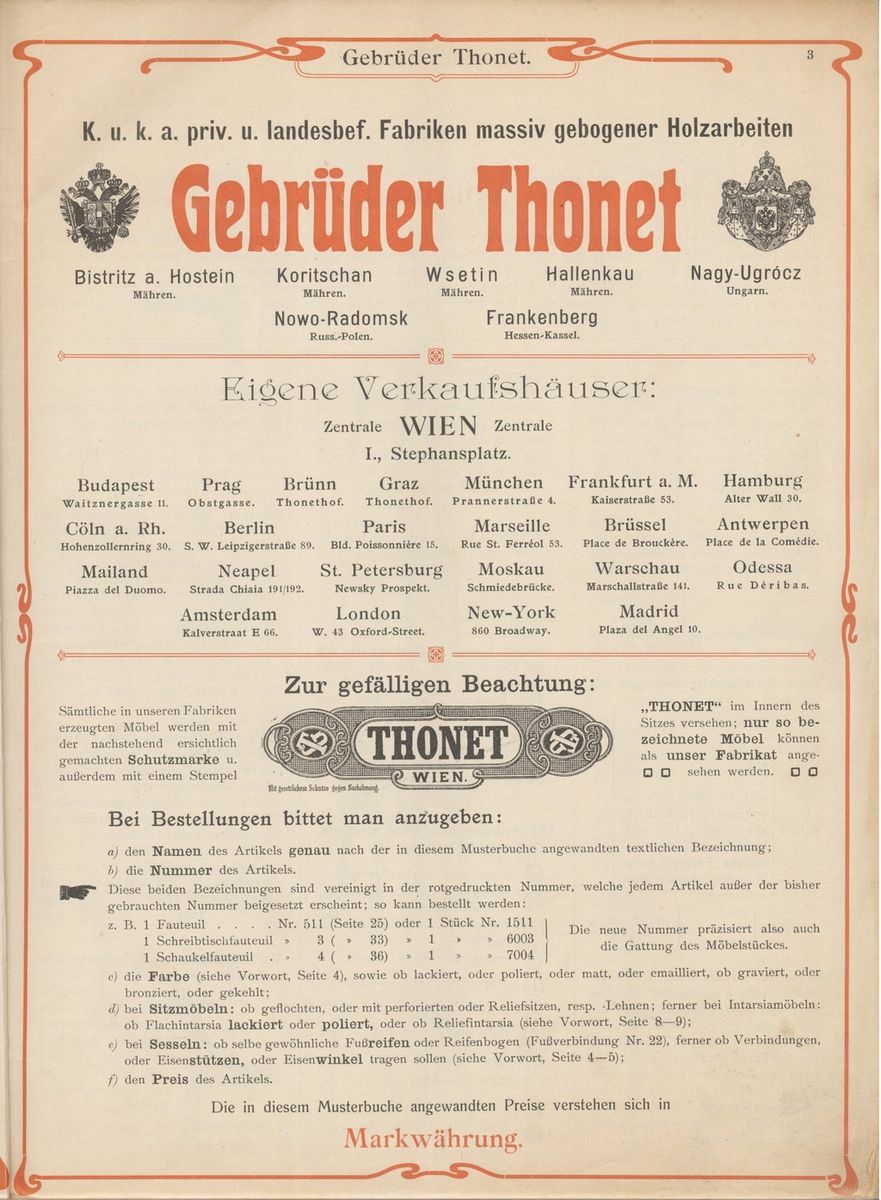 Gebrüder Thonet.
3
K. u. k. a. priv. u. landesbef. Fabriken massiv gebogener Holzarbeiten
Gebrüder Thonet
Bistritz a. Hostein Koritschan Wsetin Hallenkau Nagy-Ugrócz
Mähren. Mähren. Mähren. Mähren. Ungarn.
Nowo-Radomsk Frankenberg
Russ.-Polen. Hessen-Kassel.
Eigene Verkaufshäuser:
Zentrale WIEN Zentrale
I., Stephansplatz.
Budapest Prag Brünn Graz München Frankfurt a. M. Hamburg
Waitznergasse 11. Obstgasse. Thonethof. Thonethof. Prannerstraße 4. Kaiserstraße 53. Alter Wall 30.
Cöln a. Rh. Berlin Paris Marseille Brüssel Antwerpen
Hohenzollernring 30. S. W. Leipzigerstraße 89. Bld. Poissonnière 15. Rue St. Ferréol 53. Place de Brouckère. Place de la Comédie.
Mailand Neapel St. Petersburg Moskau Warschau Odessa
Piazza del Duomo. Strada Chiaia 191/192. Newsky Prospekt. Schmiedebrücke. Marschallstraße 141. Rue Déribas.
Amsterdam London New-York Madrid
Kalverstraat E 66. W. 43 Oxford-Street. 860 Broadway. Plaza del Angel 10.
Zur gefälligen Beachtung:
Sämtliche in unseren Fabriken
erzeugten Möbel werden mit
der nachstehend ersichtlich
gemachten Schutzmarke u.
außerdem mit einem Stempel
THONET
WIEN.
Mit gesetzlichem Schutze gegen Nachahmung.
„THONET“ im Innern des
Sitzes versehen; nur so be-
zeichnete Möbel können
als unser Fabrikat ange-
sehen werden.
Bei Bestellungen bittet man anzugeben:
a) den Namen des Artikels genau nach der in diesem Musterbuche angewandten textlichen Bezeichnung;
b) die Nummer des Artikels.
Diese beiden Bezeichnungen sind vereinigt in der rotgedruckten Nummer, welche jedem Artikel außer der bisher
gebrauchten Nummer beigesetzt erscheint; so kann bestellt werden:
z. B. 1 Fauteuil . . . . Nr. 511 (Seite 25) oder 1 Stück Nr. 1511
1 Schreibtischfauteuil » 3 ( » 33) » 1 » » 6003
1 Schaukelfauteuil . » 4 ( » 36) » 1 » » 7004
Die neue Nummer präzisiert also auch
die Gattung des Möbelstückes.
c) die Farbe (siehe Vorwort, Seite 4), sowie ob lackiert, oder poliert, oder matt, oder emailliert, ob graviert, oder
bronziert, oder gekehlt;
d) bei Sitzmöbeln: ob geflochten, oder mit perforierten oder Reliefsitzen, resp. -Lehnen; ferner bei Intarsiamöbeln:
ob Flachintarsia lackiert oder poliert, oder ob Reliefintarsia (siehe Vorwort, Seite 8—9);
e) bei Sesseln: ob selbe gewöhnliche Fußreifen oder Reifenbogen (Fußverbindung Nr. 22), ferner ob Verbindungen,
oder Eisenstützen, oder Eisenwinkel tragen sollen (siehe Vorwort, Seite 4—5);
f) den Preis des Artikels.
Die in diesem Musterbuche angewandten Preise verstehen sich in
Markwährung.